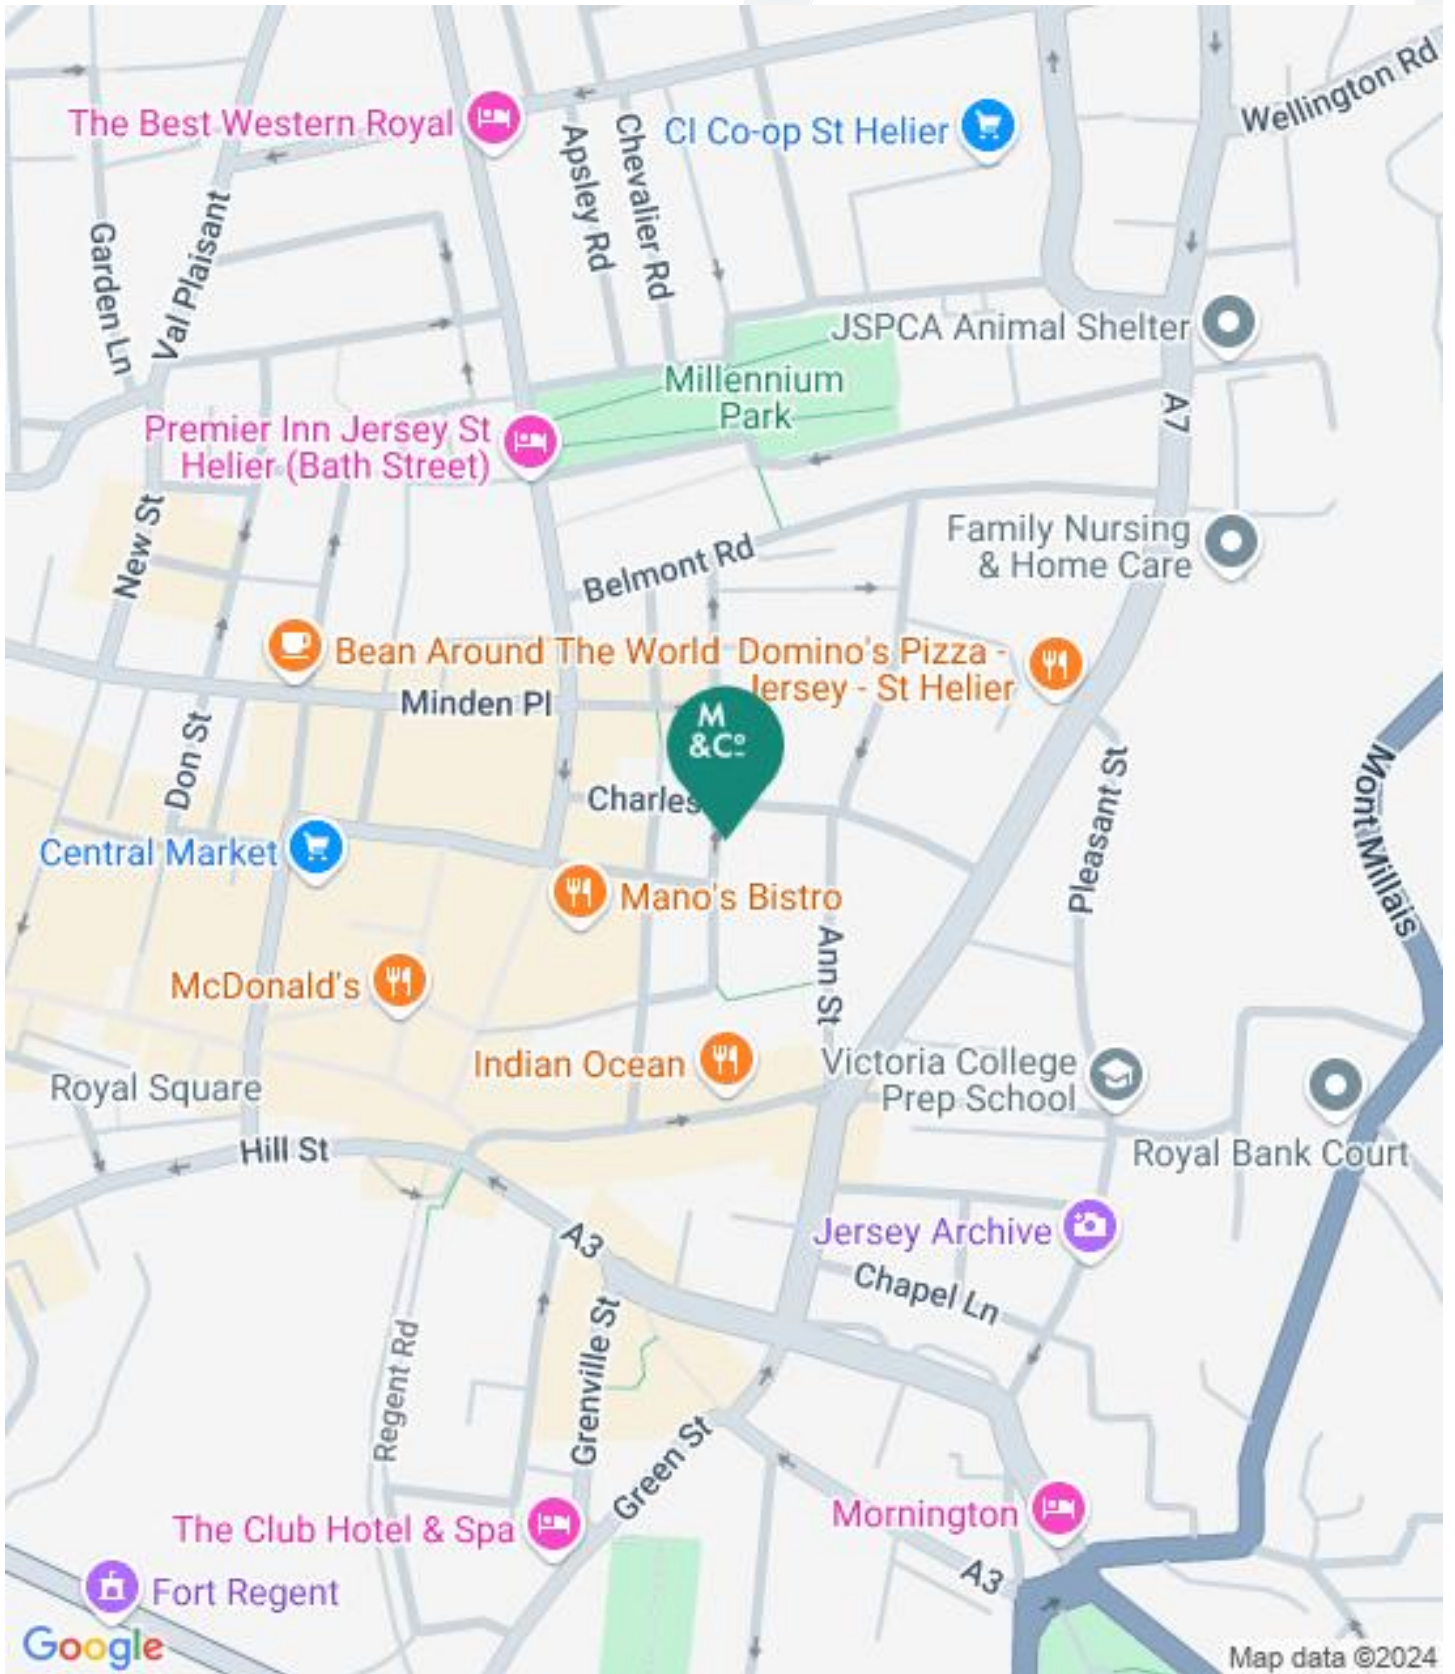 Wellington Rd
The Best Western Royal
CI Co-op St Helier
Apsley Rd
Chevalier Rd
Garden Ln
Val Plaisant
JSPCA Animal Shelter
Millennium
Park
A7
Premier Inn Jersey St
Helier (Bath Street)
New St
Family Nursing
& Home Care
Belmont Rd
Bean Around The World
Domino's Pizza -
Jersey - St Helier
Minden Pl
M
&Co
Don St
Charles
Pleasant St
Mont Millais
Central Market
Mano's Bistro
Ann St
McDonald's
Indian Ocean
Victoria College
Prep School
Royal Square
Hill St
Royal Bank Court
A3
Jersey Archive
Chapel Ln
Regent Rd
Grenville St
Green St
The Club Hotel & Spa
Mornington
A3
Fort Regent
Google
Map data ©2024